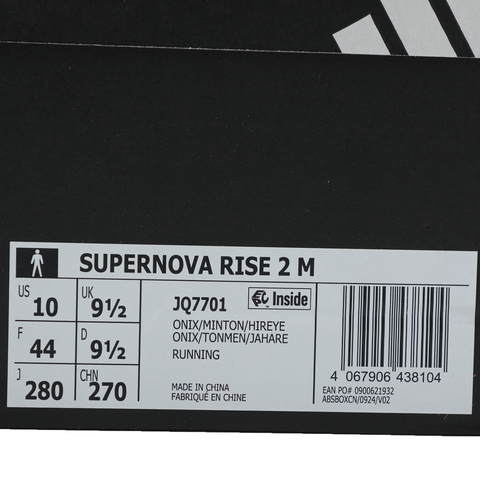 SUPERNOVA RISE 2 M
US 10 UK 9½
F 44 D 9½
J 280 CHN 270
JQ7701 Inside
ONIX/MINTON/HIREYE
ONIX/TONMEN/JAHARE
RUNNING
MADE IN CHINA
FABRIQUÉ EN CHINE
4 067906 438104
EAN PO# 0900621932
ABSBOXCN/0924/V02